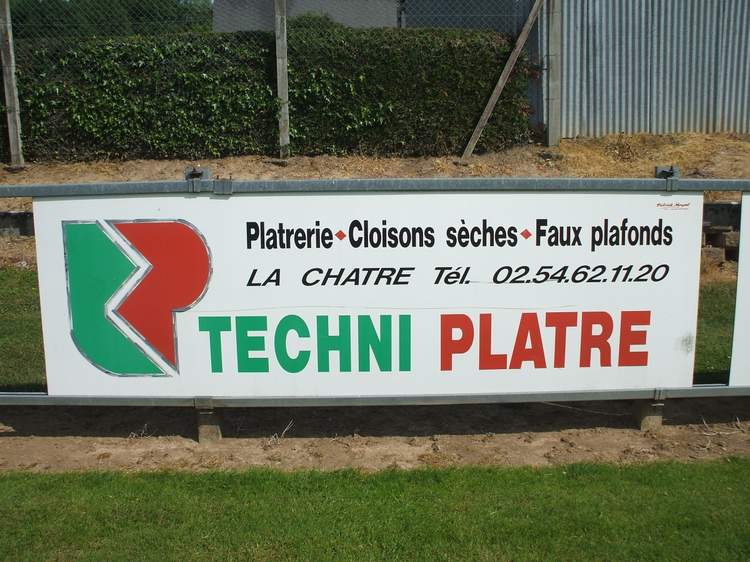 Platrerie◆Cloisons sèches◆Faux plafonds
LA CHATRE Tél. 02.54.62.11.20
TECHNI PLATRE